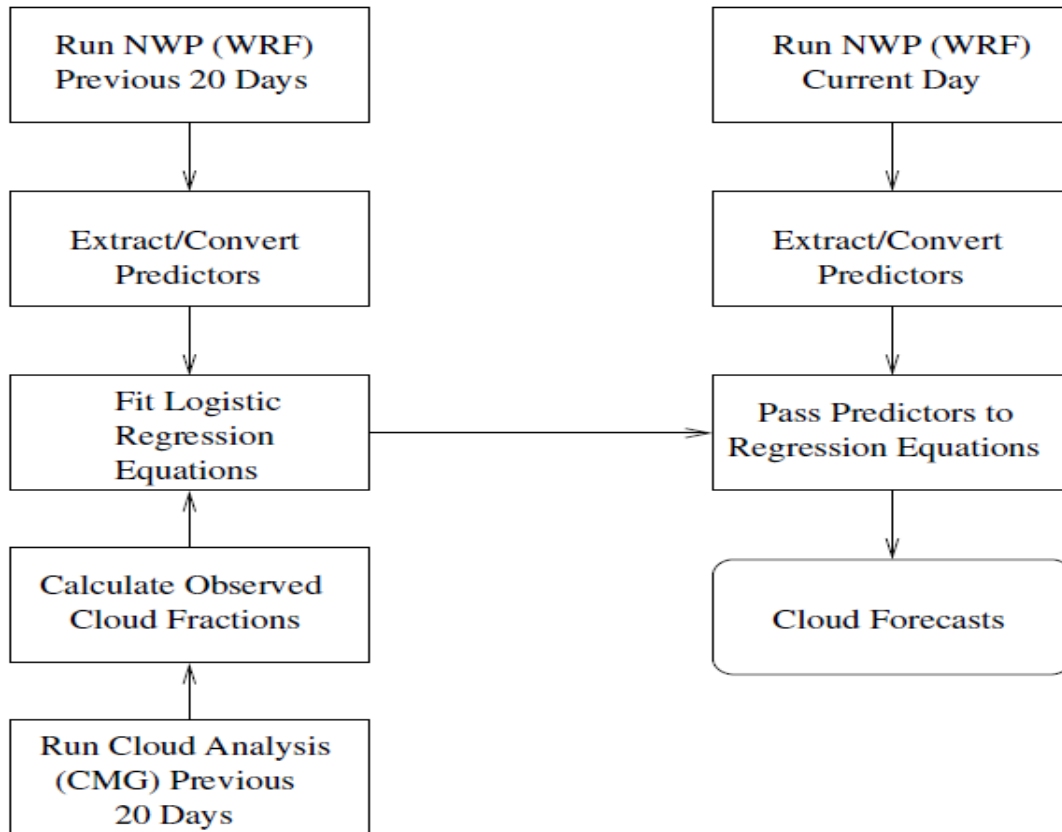 Run NWP (WRF)
Previous 20 Days
Extract/Convert
Predictors
Fit Logistic
Regression
Equations
Calculate Observed
Cloud Fractions
Run Cloud Analysis
(CMG) Previous
20 Days
Run NWP (WRF)
Current Day
Extract/Convert
Predictors
Pass Predictors to
Regression Equations
Cloud Forecasts